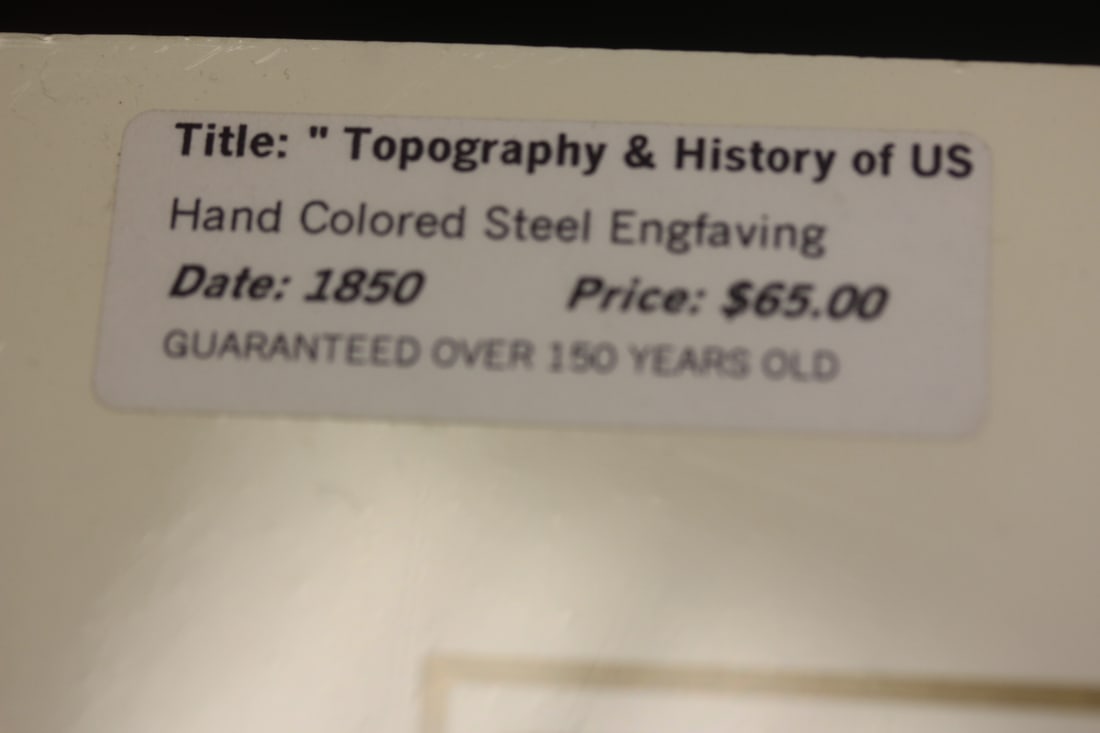 Title: " Topography & History of US
Hand Colored Steel Engfaving
Date: 1850 Price: $65.00
GUARANTEED OVER 150 YEARS OLD